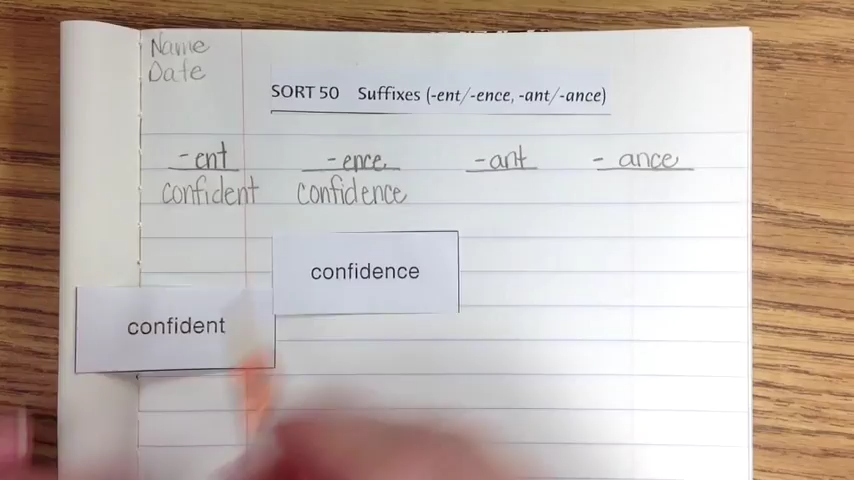 Name
Date
SORT 50 Suffixes (-ent/-ence, -ant/-ance)
-ent -ence -ant - ance
confident confidence
confidence
confident